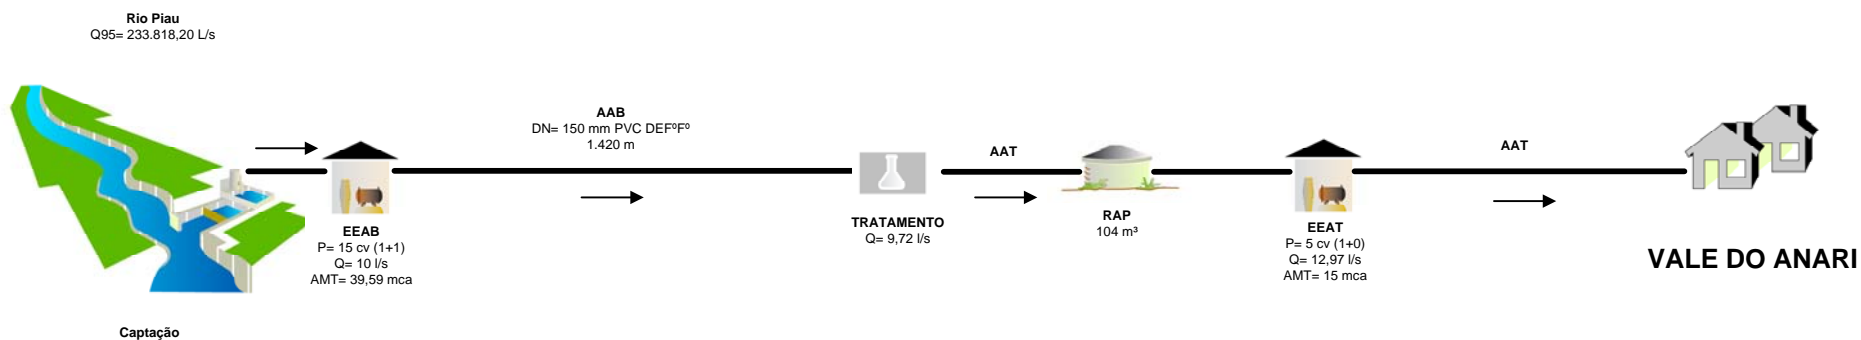 Rio Piau
Q95= 233.818,20 L/s
AAB
DN= 150 mm PVC DEFºFº
1.420 m
AAT
AAT
EEAB
P= 15 cv (1+1)
Q= 10 l/s
AMT= 39,59 mca
TRATAMENTO
Q= 9,72 l/s
RAP
104 m³
EEAT
P= 5 cv (1+0)
Q= 12,97 l/s
AMT= 15 mca
VALE DO ANARI
Captação